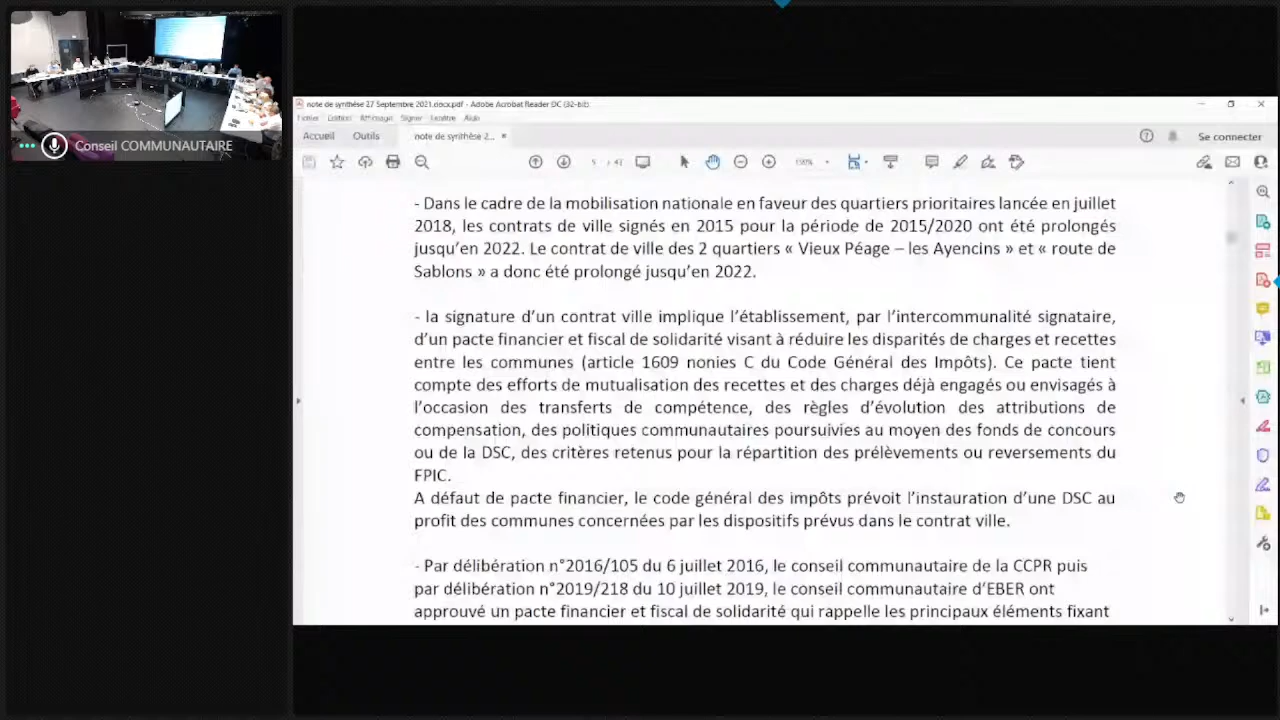 Conseil COMMUNAUTAIRE
note de synthèse 27 Septembre 2021.docx.pdf - Adobe Acrobat Reader DC (32-bit)
Fichier Edition Affichage Signer Fenêtre Aide
Accueil Outils note de synthèse 2... × Se connecter
5 / 41 150%
- Dans le cadre de la mobilisation nationale en faveur des quartiers prioritaires lancée en juillet
2018, les contrats de ville signés en 2015 pour la période de 2015/2020 ont été prolongés
jusqu’en 2022. Le contrat de ville des 2 quartiers « Vieux Péage – les Ayencins » et « route de
Sablons » a donc été prolongé jusqu’en 2022.
- la signature d’un contrat ville implique l’établissement, par l’intercommunalité signataire,
d’un pacte financier et fiscal de solidarité visant à réduire les disparités de charges et recettes
entre les communes (article 1609 nonies C du Code Général des Impôts). Ce pacte tient
compte des efforts de mutualisation des recettes et des charges déjà engagés ou envisagés à
l’occasion des transferts de compétence, des règles d’évolution des attributions de
compensation, des politiques communautaires poursuivies au moyen des fonds de concours
ou de la DSC, des critères retenus pour la répartition des prélèvements ou reversements du
FPIC.
A défaut de pacte financier, le code général des impôts prévoit l’instauration d’une DSC au
profit des communes concernées par les dispositifs prévus dans le contrat ville.
- Par délibération n°2016/105 du 6 juillet 2016, le conseil communautaire de la CCPR puis
par délibération n°2019/218 du 10 juillet 2019, le conseil communautaire d’EBER ont
approuvé un pacte financier et fiscal de solidarité qui rappelle les principaux éléments fixant